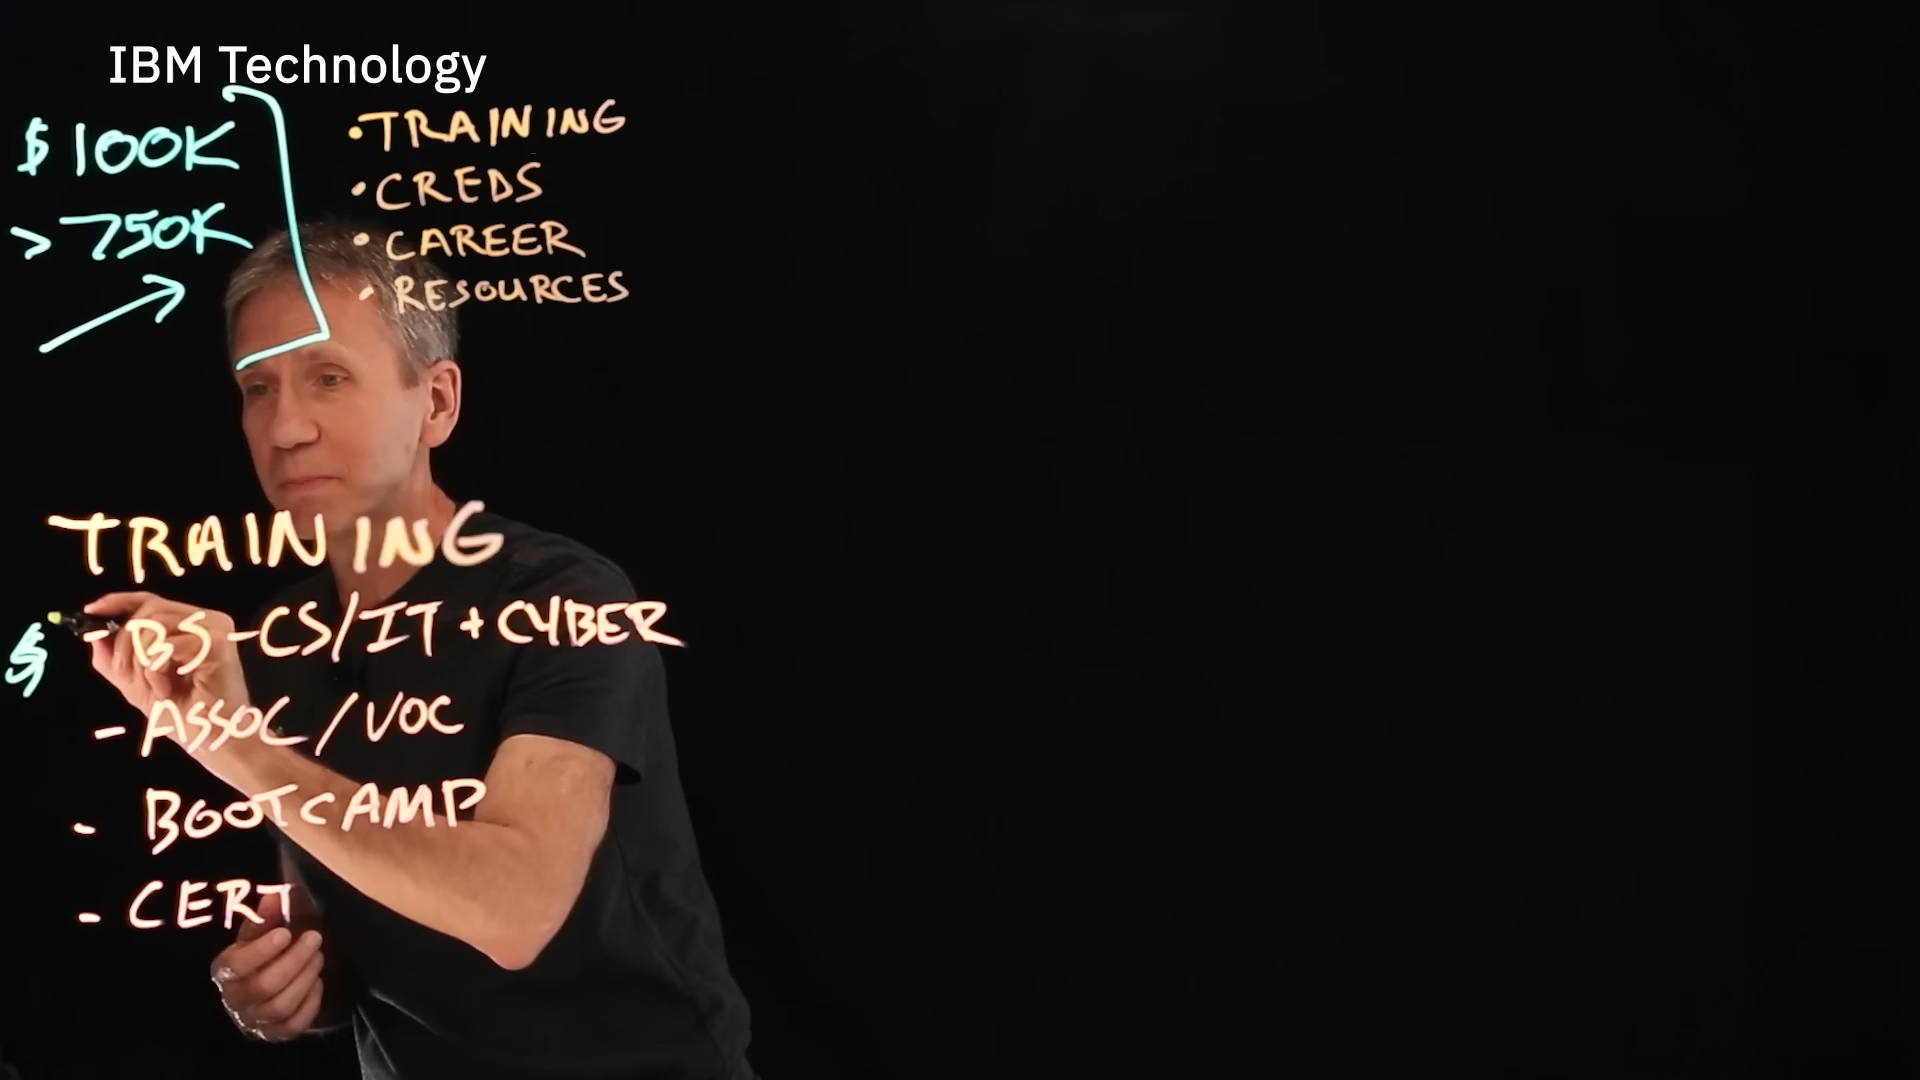 IBM Technology
$100K
>750K
•TRAINING
•CREDS
•CAREER
•RESOURCES
TRAINING
$ -BS-CS/IT+CYBER
-ASSOC/VOC
- BOOTCAMP
- CERT